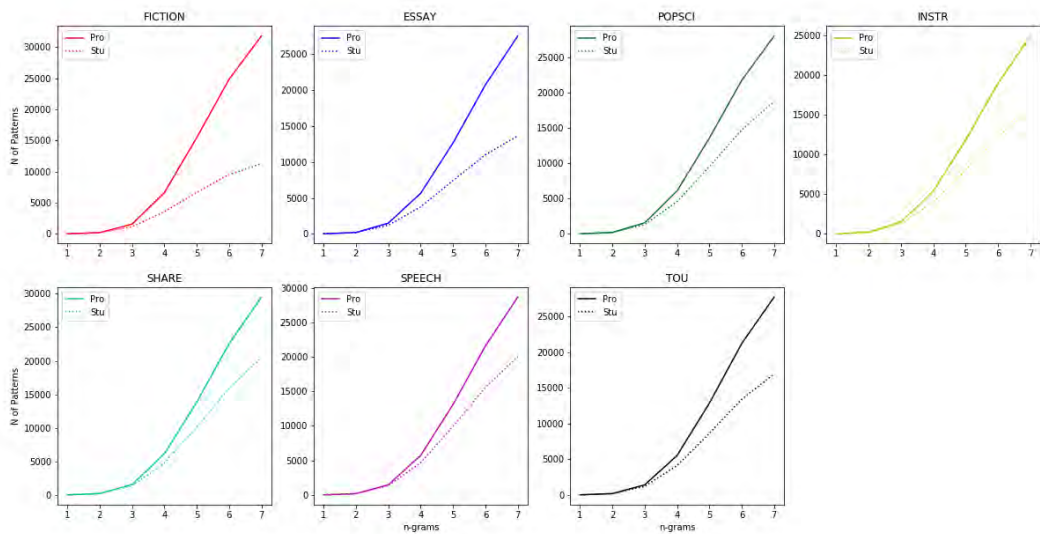 FICTION
Pro
Stu
30000
25000
20000
15000
10000
5000
0
N of Patterns
1 2 3 4 5 6 7
ESSAY
Pro
Stu
25000
20000
15000
10000
5000
0
1 2 3 4 5 6 7
POPSCI
Pro
Stu
25000
20000
15000
10000
5000
0
1 2 3 4 5 6 7
INSTR
Pro
Stu
25000
20000
15000
10000
5000
0
1 2 3 4 5 6 7
SHARE
Pro
Stu
30000
25000
20000
15000
10000
5000
0
N of Patterns
1 2 3 4 5 6 7
SPEECH
Pro
Stu
30000
25000
20000
15000
10000
5000
0
1 2 3 4 5 6 7
n-grams
TOU
Pro
Stu
25000
20000
15000
10000
5000
0
1 2 3 4 5 6 7
n-grams